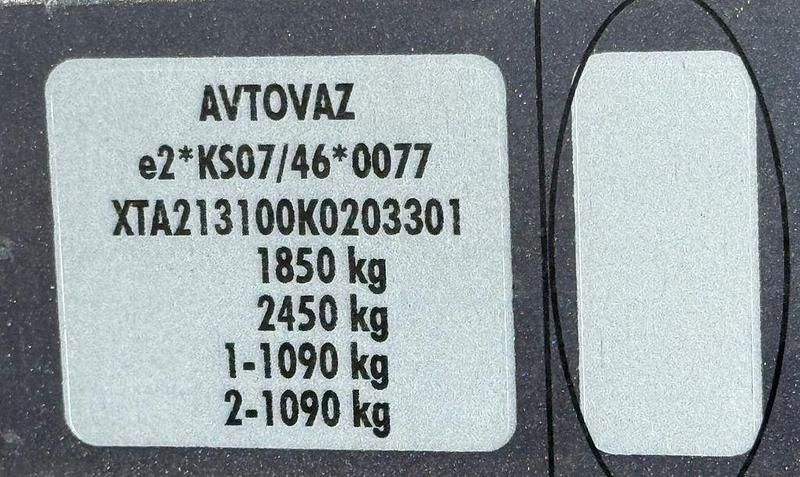 AVTOVAZ
e2*KS07/46*0077
XTA213100K0203301
1850 kg
2450 kg
1-1090 kg
2-1090 kg